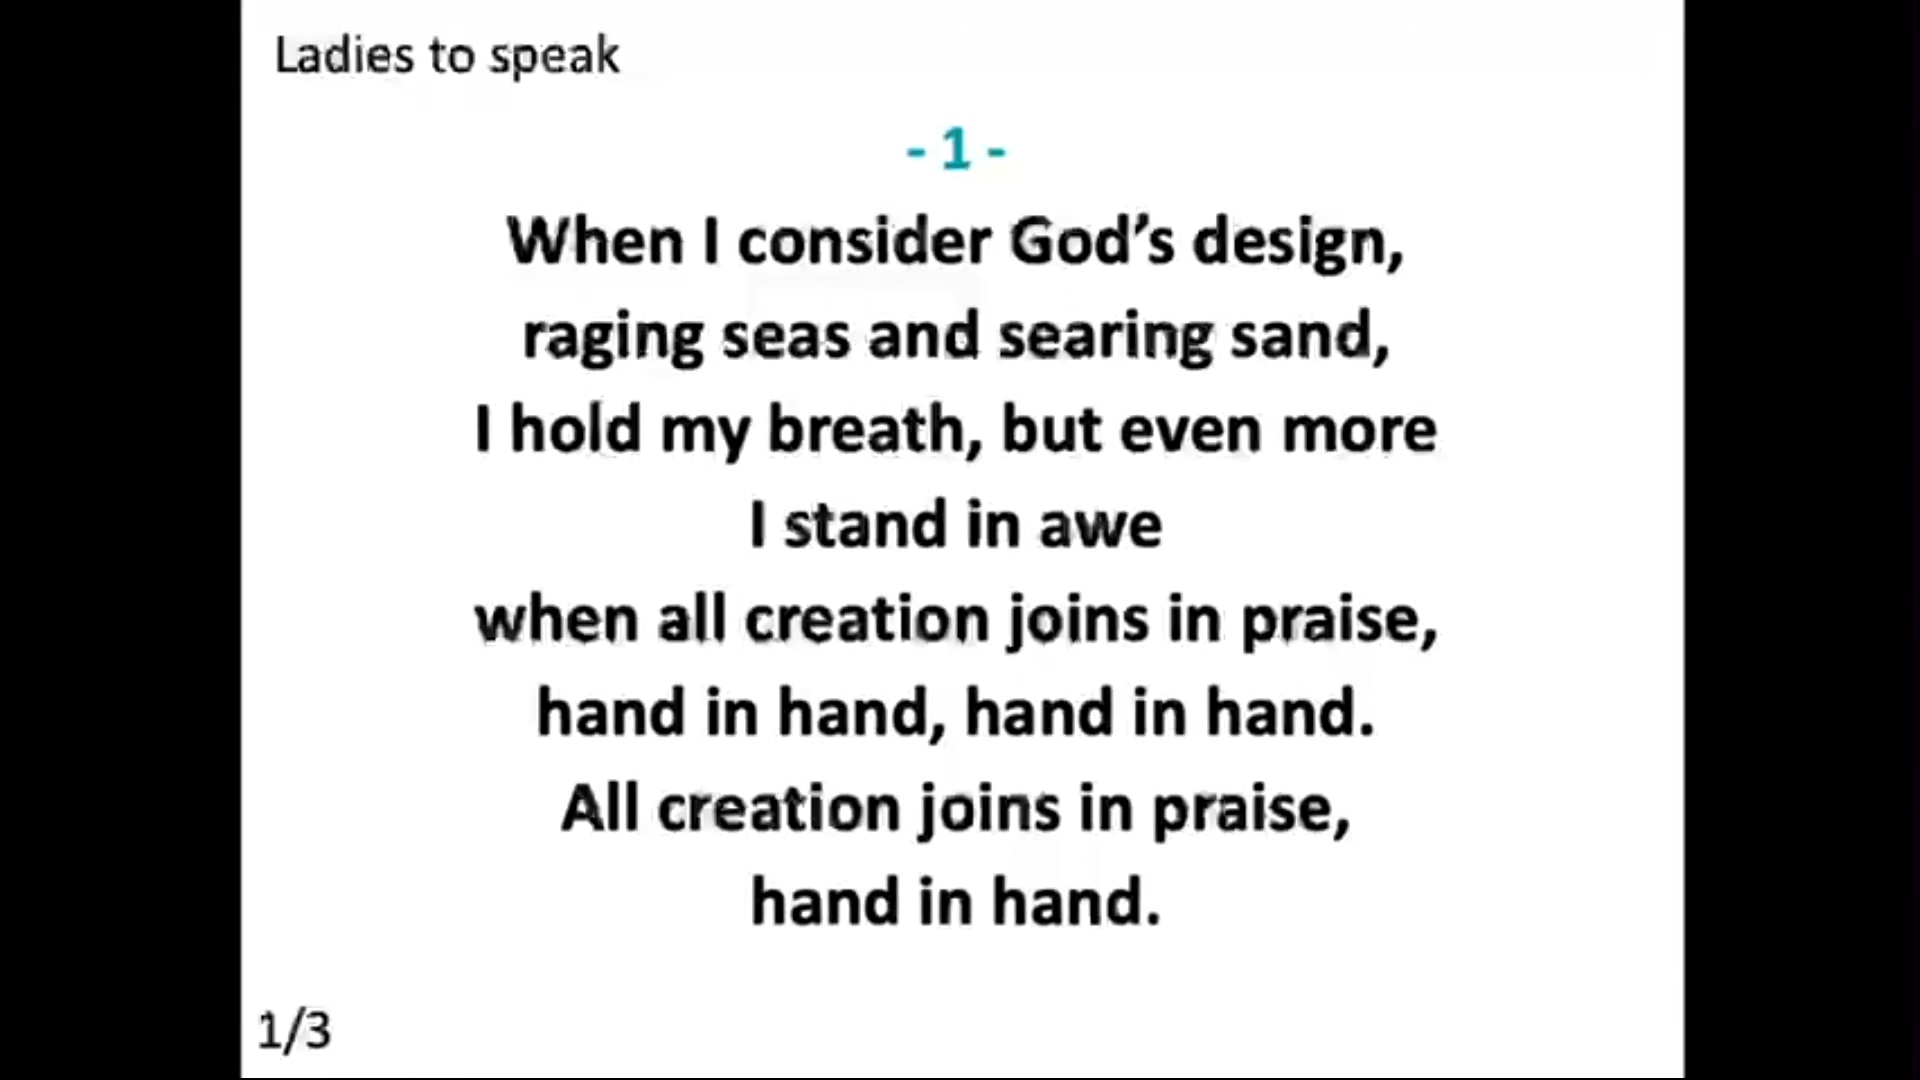 Ladies to speak
- 1 -
When I consider God’s design,
raging seas and searing sand,
I hold my breath, but even more
I stand in awe
when all creation joins in praise,
hand in hand, hand in hand.
All creation joins in praise,
hand in hand.
1/3